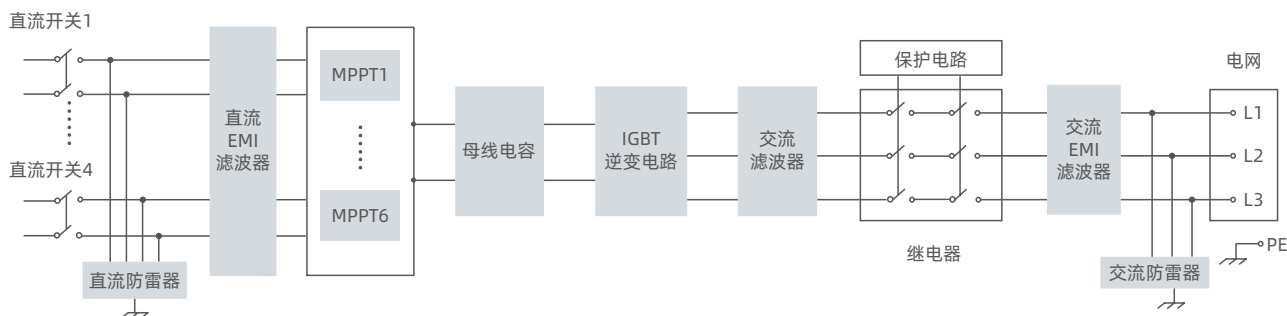 直流开关1
直流开关4
直流防雷器
直流
EMI
滤波器
MPPT1
MPPT6
母线电容
IGBT
逆变电路
交流
滤波器
保护电路
继电器
交流
EMI
滤波器
交流防雷器
电网
L1
L2
L3
PE